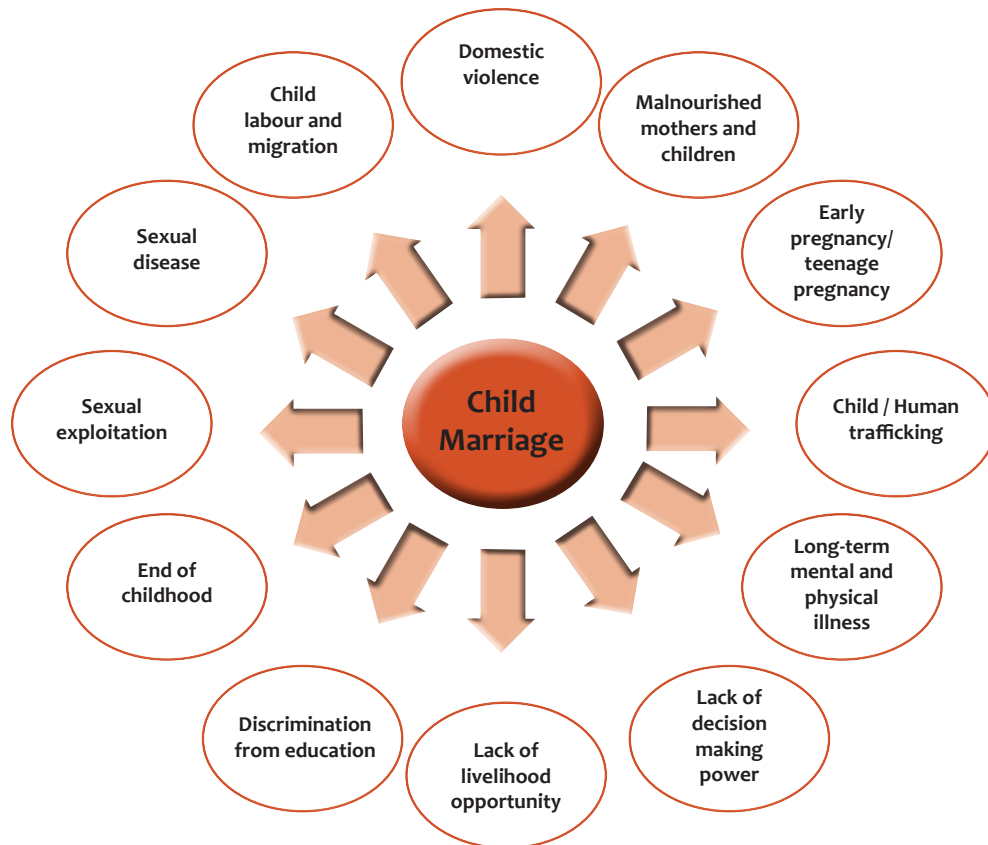 Domestic
violence
Malnourished
mothers and
children
Early
pregnancy/
teenage
pregnancy
Child / Human
trafficking
Long-term
mental and
physical
illness
Lack of
decision
making
power
Lack of
livelihood
opportunity
Discrimination
from education
End of
childhood
Sexual
exploitation
Sexual
disease
Child
labour and
migration
Child
Marriage